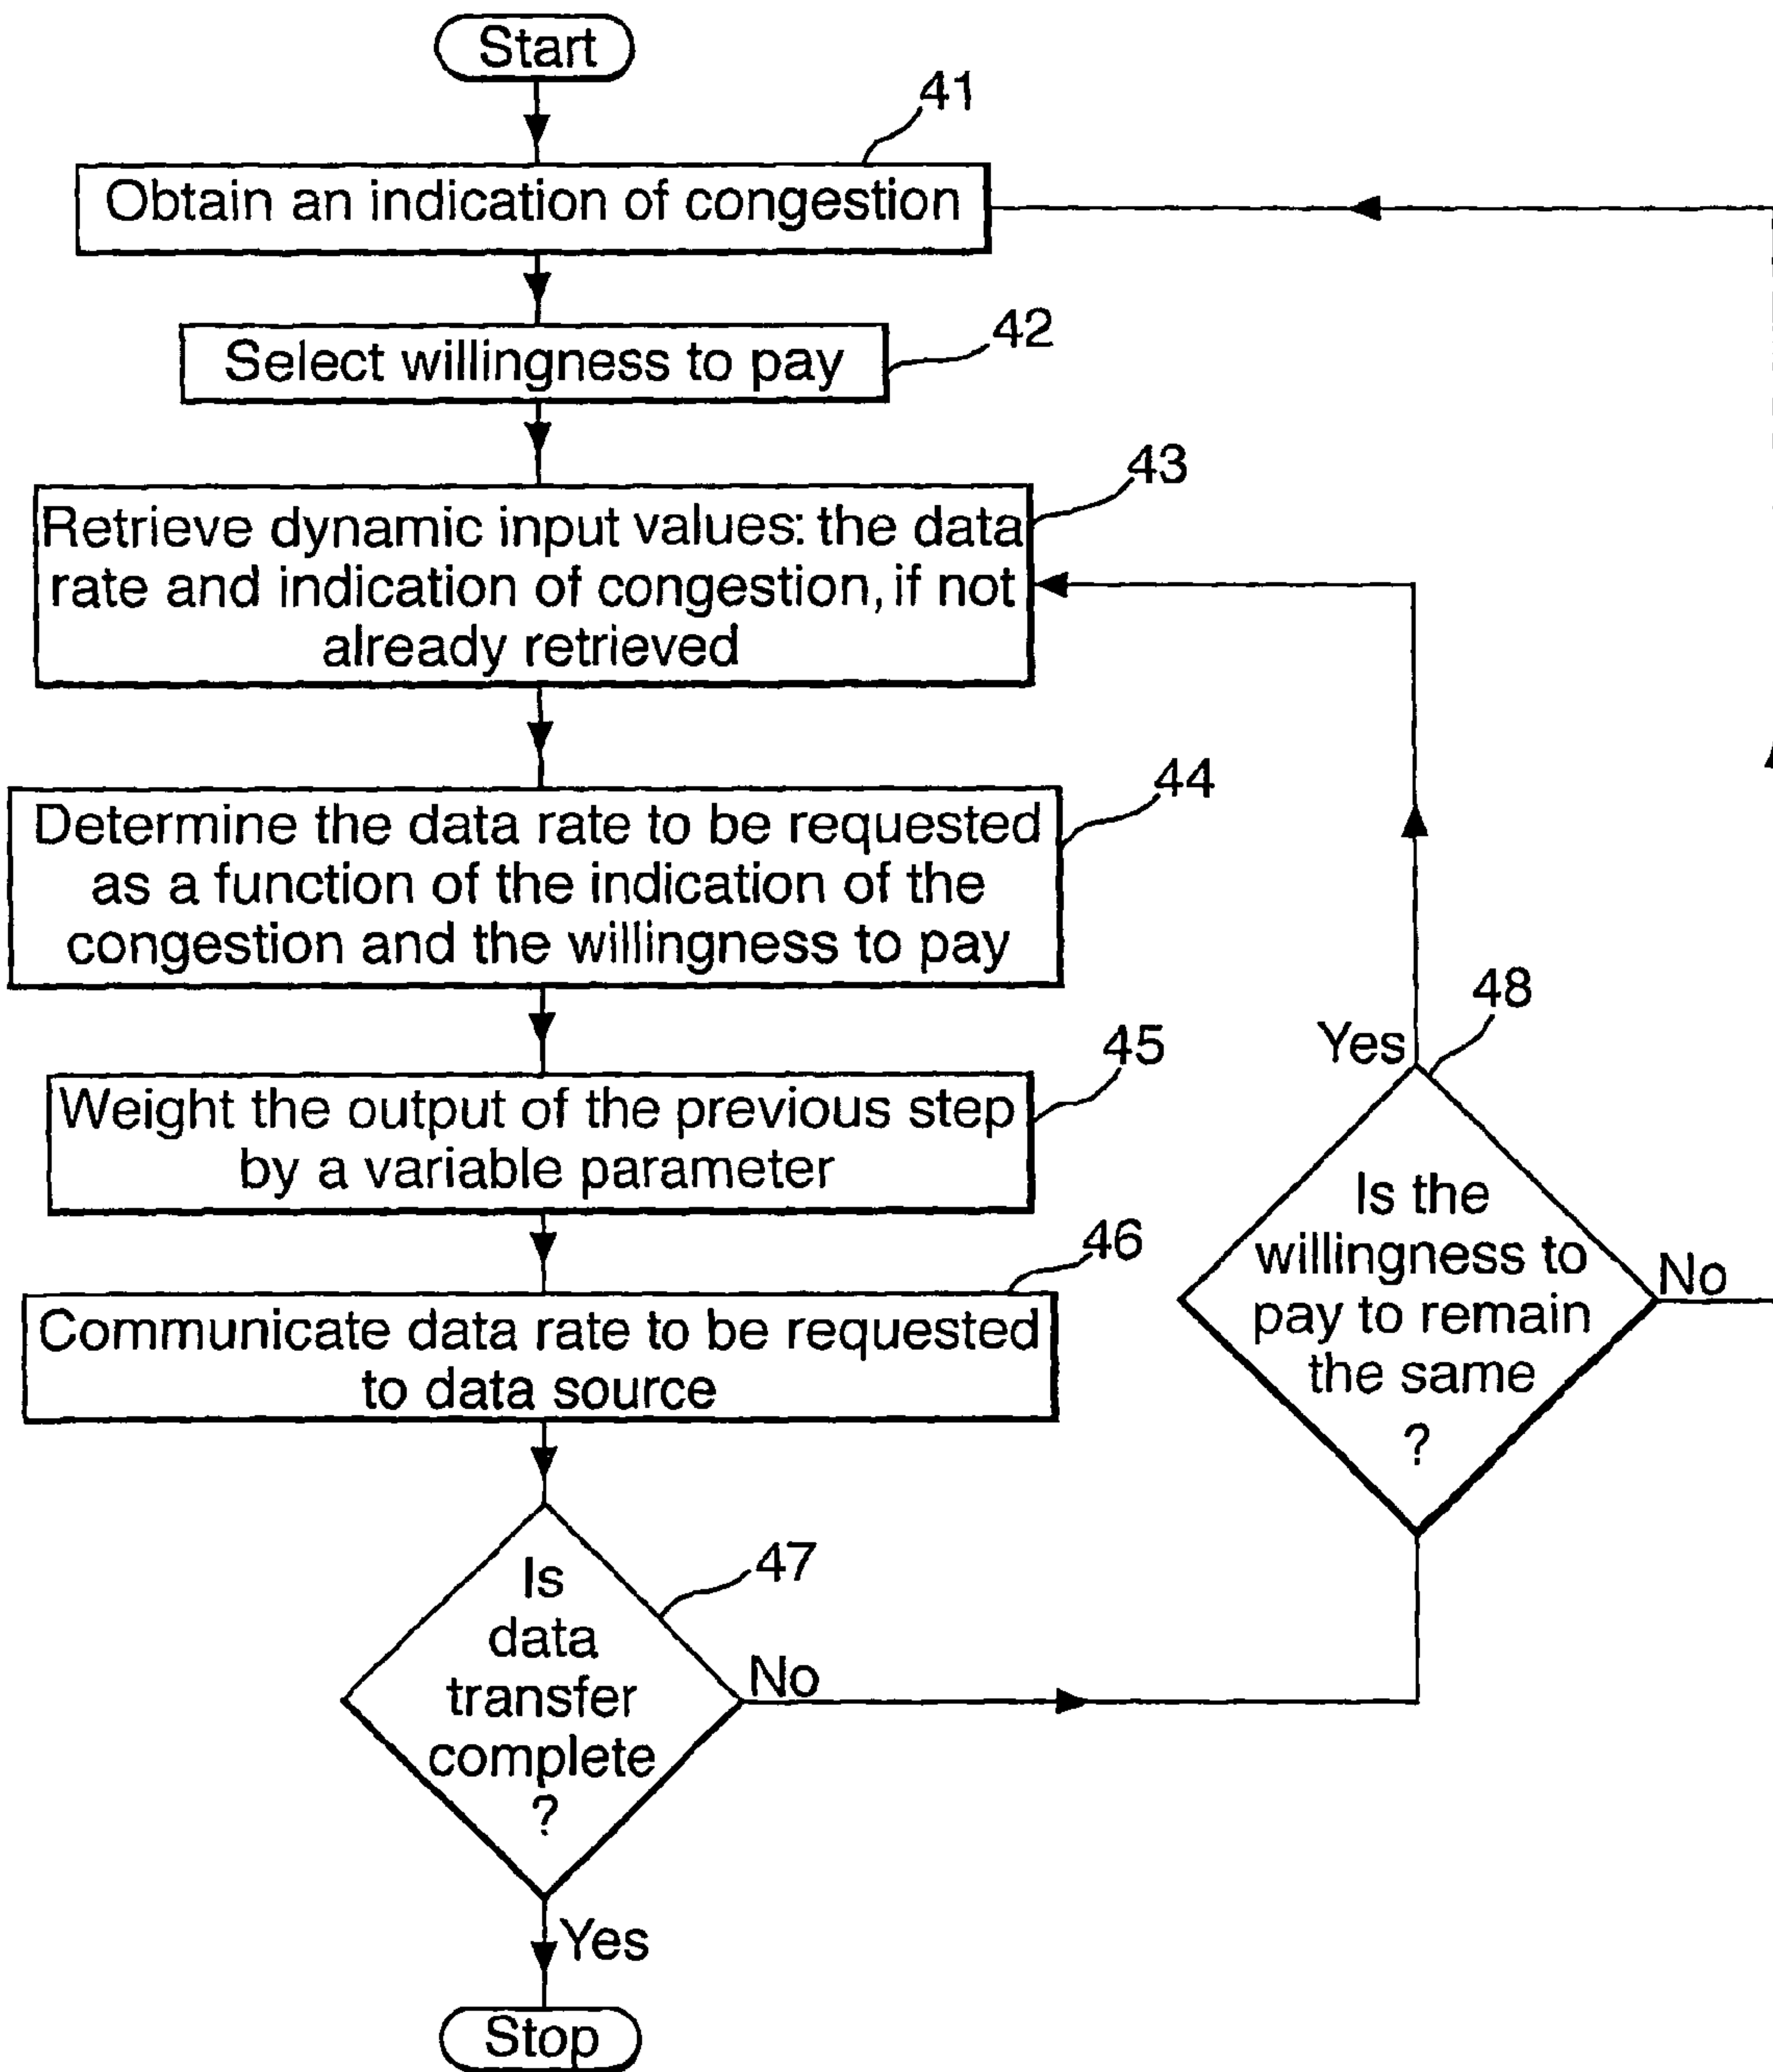 Start
41
Obtain an indication of congestion
42
Select willingness to pay
43
Retrieve dynamic input values: the data
rate and indication of congestion, if not
already retrieved
44
Determine the data rate to be requested
as a function of the indication of the
congestion and the willingness to pay
45
Weight the output of the previous step
by a variable parameter
46
Communicate data rate to be requested
to data source
47
Is
data
transfer
complete
?
No
Yes
Stop
48
Yes
Is the
willingness to
pay to remain
the same
?
No